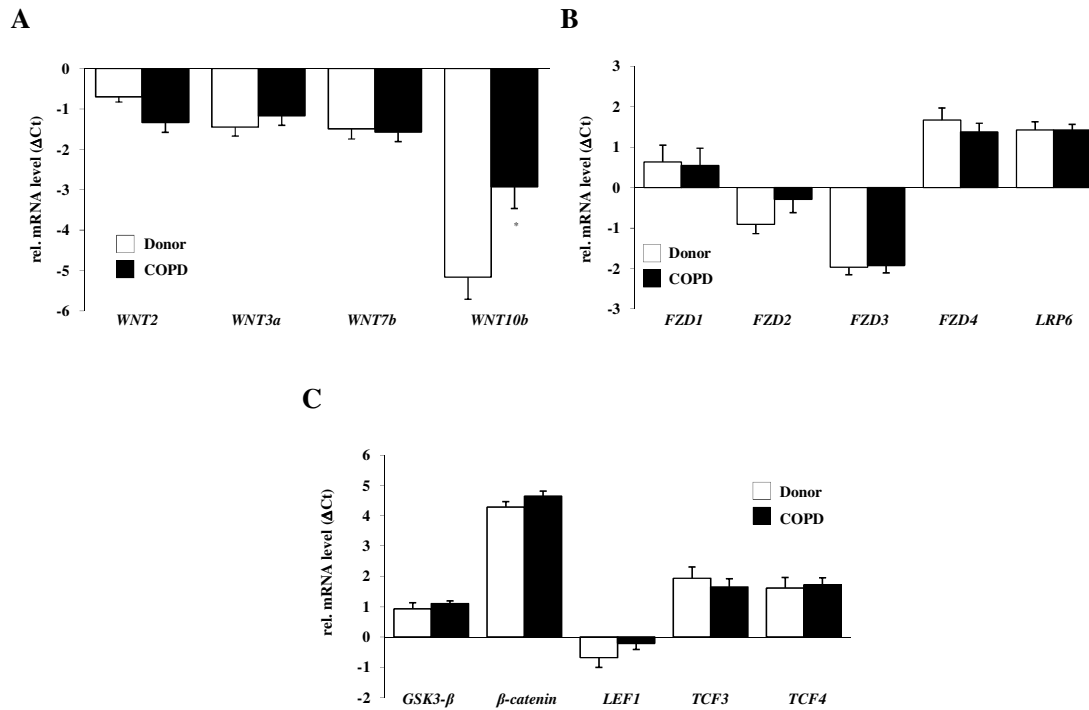 A
rel. mRNA level (ΔCt)
0
-1
-2
-3
-4
-5
-6
Donor
COPD
*
WNT2 WNT3a WNT7b WNT10b
B
rel. mRNA level (ΔCt)
3
2
1
0
-1
-2
-3
Donor
COPD
FZD1 FZD2 FZD3 FZD4 LRP6
C
rel. mRNA level (ΔCt)
6
5
4
3
2
1
0
-1
-2
Donor
COPD
GSK3-β β-catenin LEF1 TCF3 TCF4